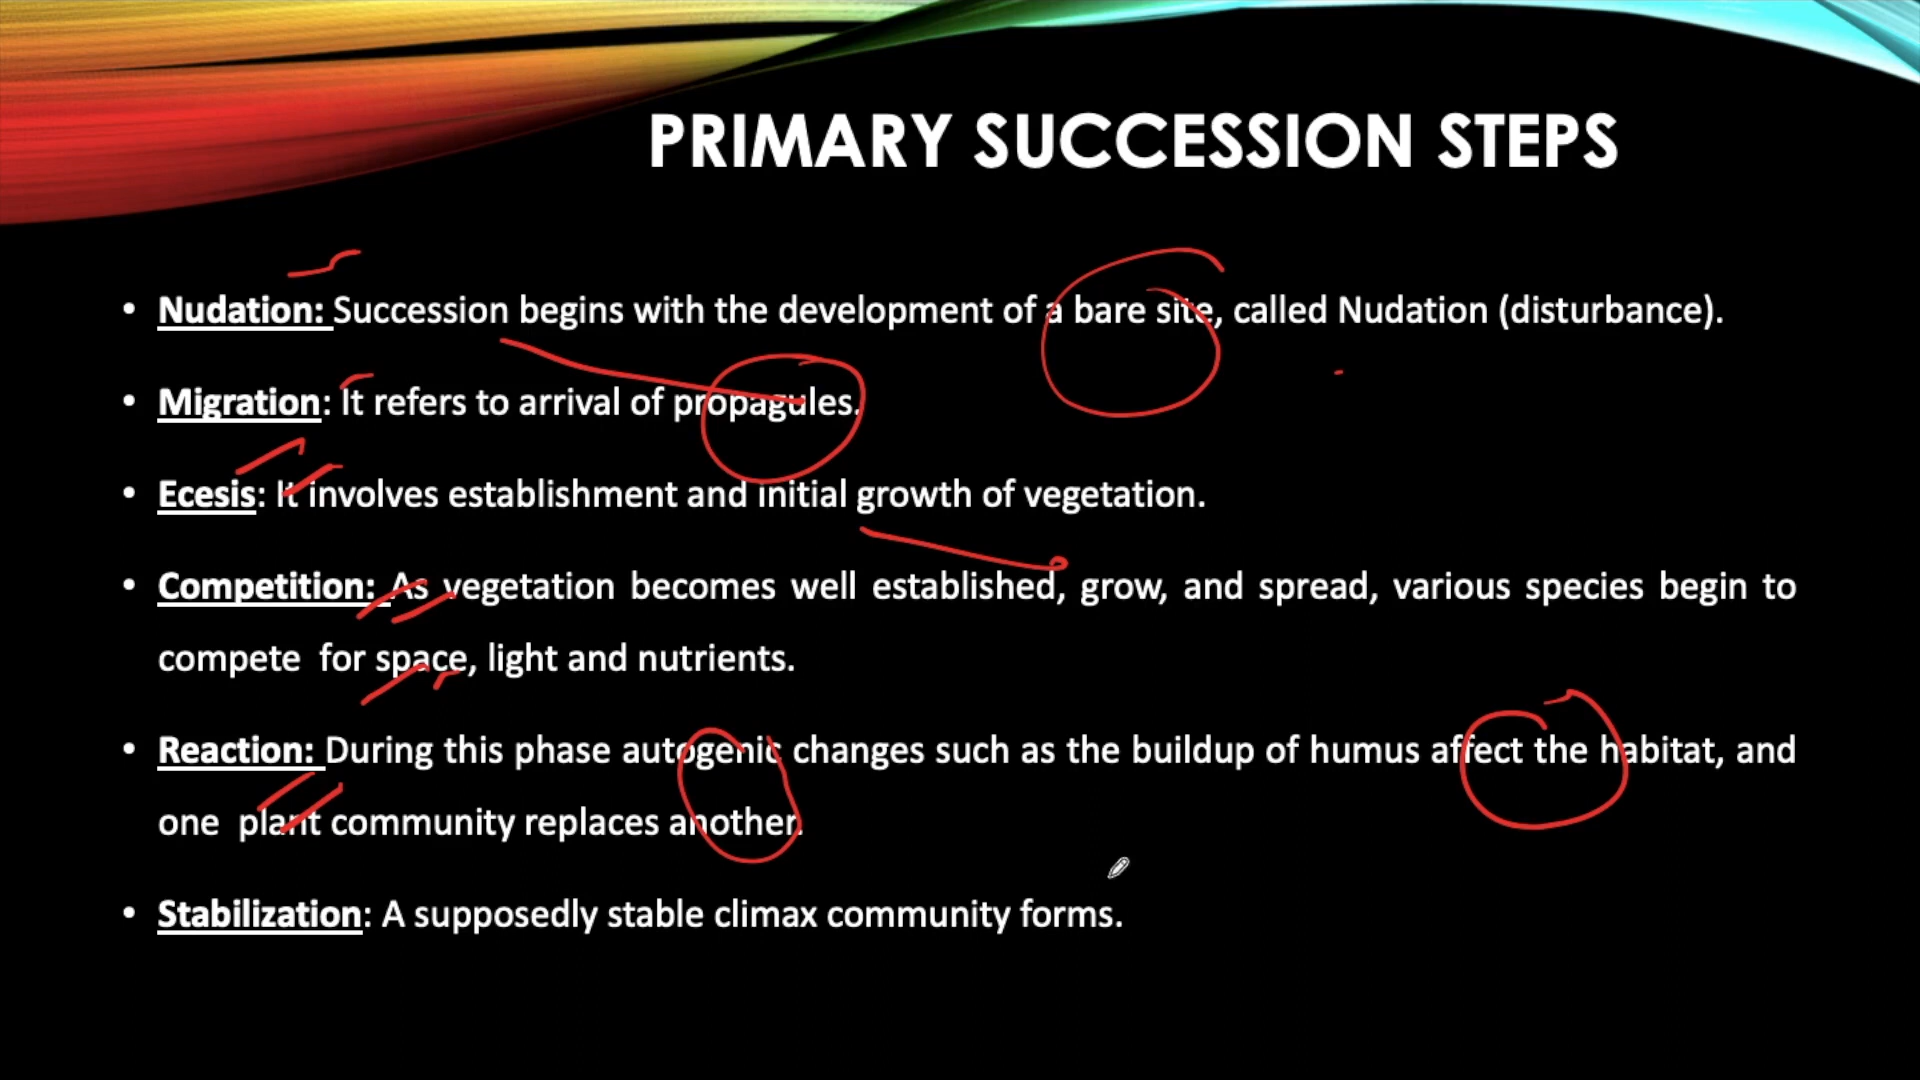 PRIMARY SUCCESSION STEPS
• Nudation: Succession begins with the development of a bare site, called Nudation (disturbance).
• Migration: It refers to arrival of propagules.
• Ecesis: It involves establishment and initial growth of vegetation.
• Competition: As vegetation becomes well established, grow, and spread, various species begin to
compete for space, light and nutrients.
• Reaction: During this phase autogenic changes such as the buildup of humus affect the habitat, and
one plant community replaces another.
• Stabilization: A supposedly stable climax community forms.